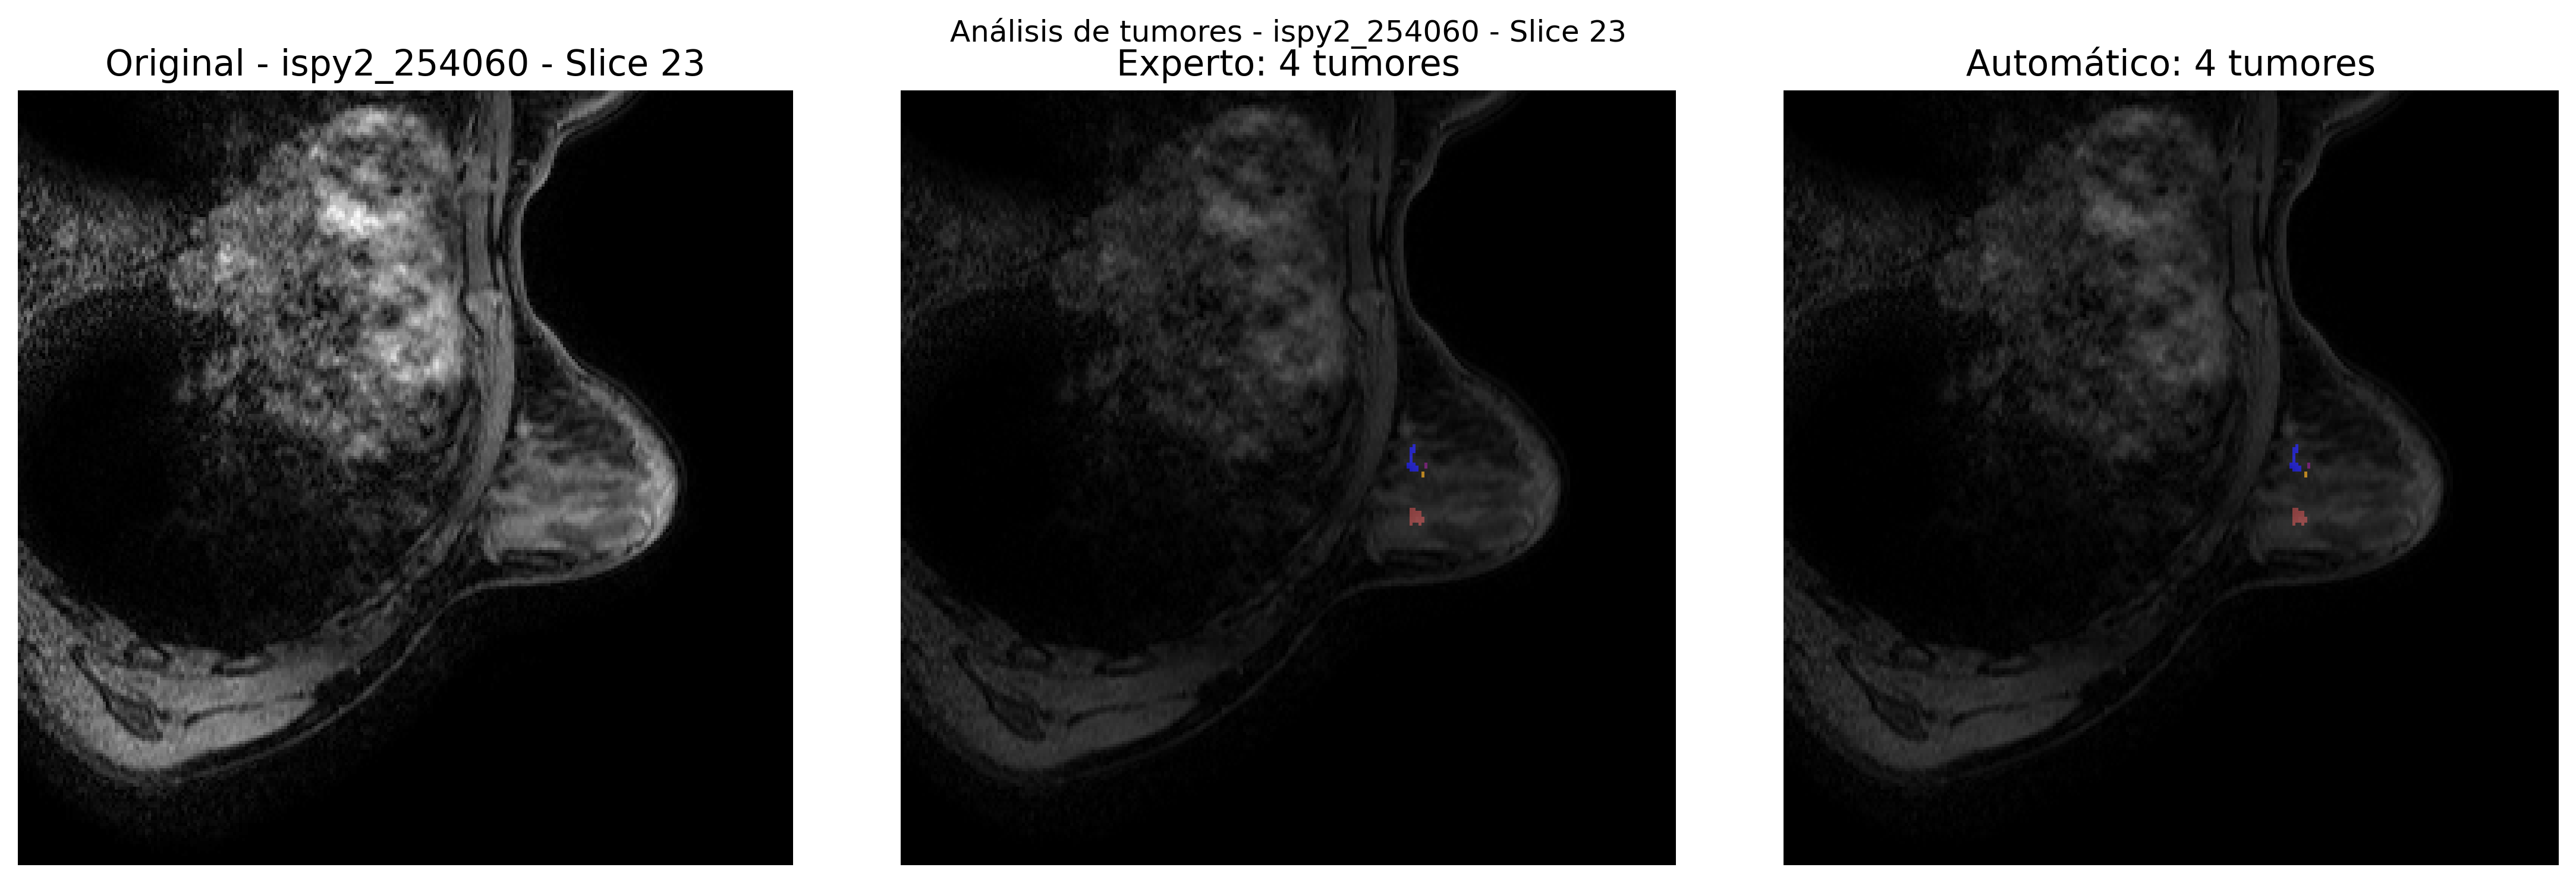 Análisis de tumores - ispy2_254060 - Slice 23
Original - ispy2_254060 - Slice 23
Experto: 4 tumores
Automático: 4 tumores